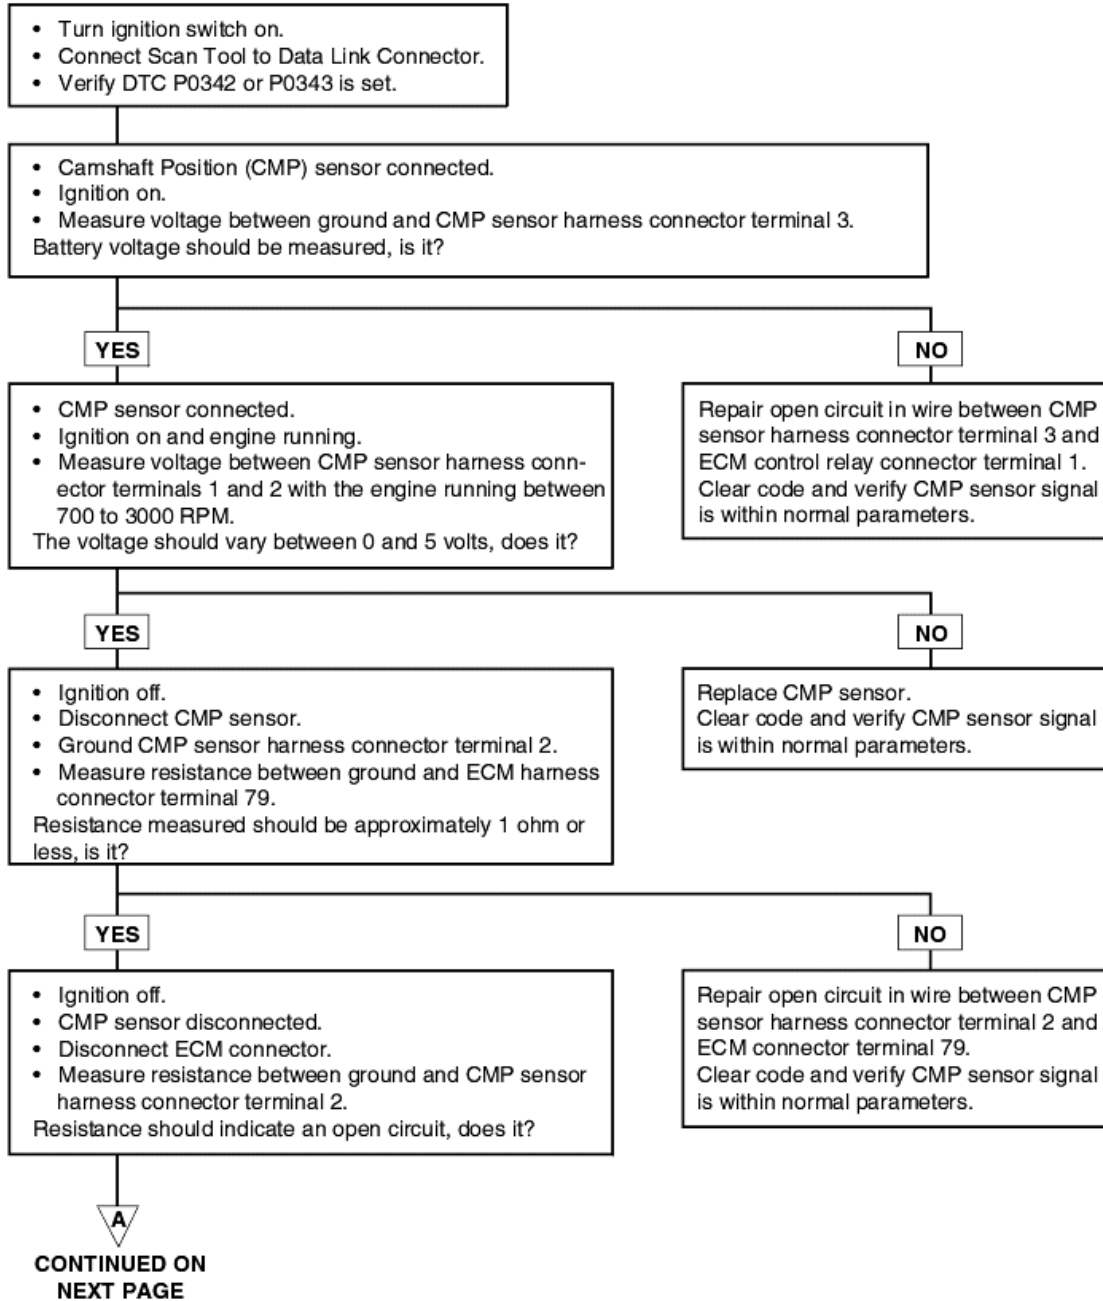 • Turn ignition switch on.
• Connect Scan Tool to Data Link Connector.
• Verify DTC P0342 or P0343 is set.
• Camshaft Position (CMP) sensor connected.
• Ignition on.
• Measure voltage between ground and CMP sensor harness connector terminal 3.
Battery voltage should be measured, is it?
YES
NO
• CMP sensor connected.
• Ignition on and engine running.
• Measure voltage between CMP sensor harness conn-
ector terminals 1 and 2 with the engine running between
700 to 3000 RPM.
The voltage should vary between 0 and 5 volts, does it?
Repair open circuit in wire between CMP
sensor harness connector terminal 3 and
ECM control relay connector terminal 1.
Clear code and verify CMP sensor signal
is within normal parameters.
YES
NO
• Ignition off.
• Disconnect CMP sensor.
• Ground CMP sensor harness connector terminal 2.
• Measure resistance between ground and ECM harness
connector terminal 79.
Resistance measured should be approximately 1 ohm or
less, is it?
Replace CMP sensor.
Clear code and verify CMP sensor signal
is within normal parameters.
YES
NO
• Ignition off.
• CMP sensor disconnected.
• Disconnect ECM connector.
• Measure resistance between ground and CMP sensor
harness connector terminal 2.
Resistance should indicate an open circuit, does it?
Repair open circuit in wire between CMP
sensor harness connector terminal 2 and
ECM connector terminal 79.
Clear code and verify CMP sensor signal
is within normal parameters.
A
CONTINUED ON
NEXT PAGE